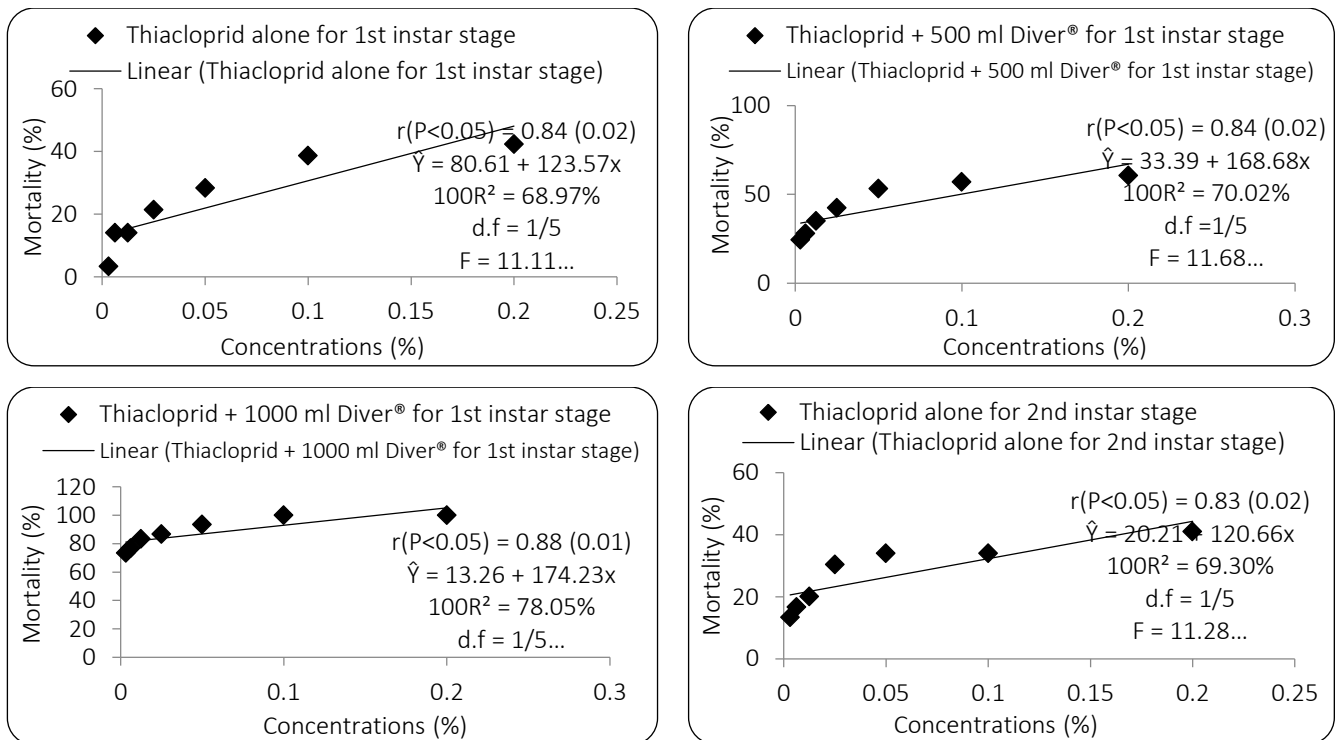 Thiacloprid alone for 1st instar stage
Linear (Thiacloprid alone for 1st instar stage)
60
40
20
0
0
0.05
0.1
0.15
0.2
0.25
Mortality (%)
Concentrations (%)
r(P<0.05) = 0.84 (0.02)
Ŷ = 80.61 + 123.57x
100R² = 68.97%
d.f = 1/5
F = 11.11...
Thiacloprid + 500 ml Diver® for 1st instar stage
Linear (Thiacloprid + 500 ml Diver® for 1st instar stage)
100
50
0
0
0.1
0.2
0.3
Mortality (%)
Concentrations (%)
r(P<0.05) = 0.84 (0.02)
Ŷ = 33.39 + 168.68x
100R² = 70.02%
d.f =1/5
F = 11.68...
Thiacloprid + 1000 ml Diver® for 1st instar stage
Linear (Thiacloprid + 1000 ml Diver® for 1st instar stage)
120
100
80
60
40
20
0
0
0.1
0.2
0.3
Mortality (%)
Concentrations (%)
r(P<0.05) = 0.88 (0.01)
Ŷ = 13.26 + 174.23x
100R² = 78.05%
d.f = 1/5...
Thiacloprid alone for 2nd instar stage
Linear (Thiacloprid alone for 2nd instar stage)
60
40
20
0
0
0.05
0.1
0.15
0.2
0.25
Mortality (%)
Concentrations (%)
r(P<0.05) = 0.83 (0.02)
Ŷ = 20.21 + 120.66x
100R² = 69.30%
d.f = 1/5
F = 11.28...